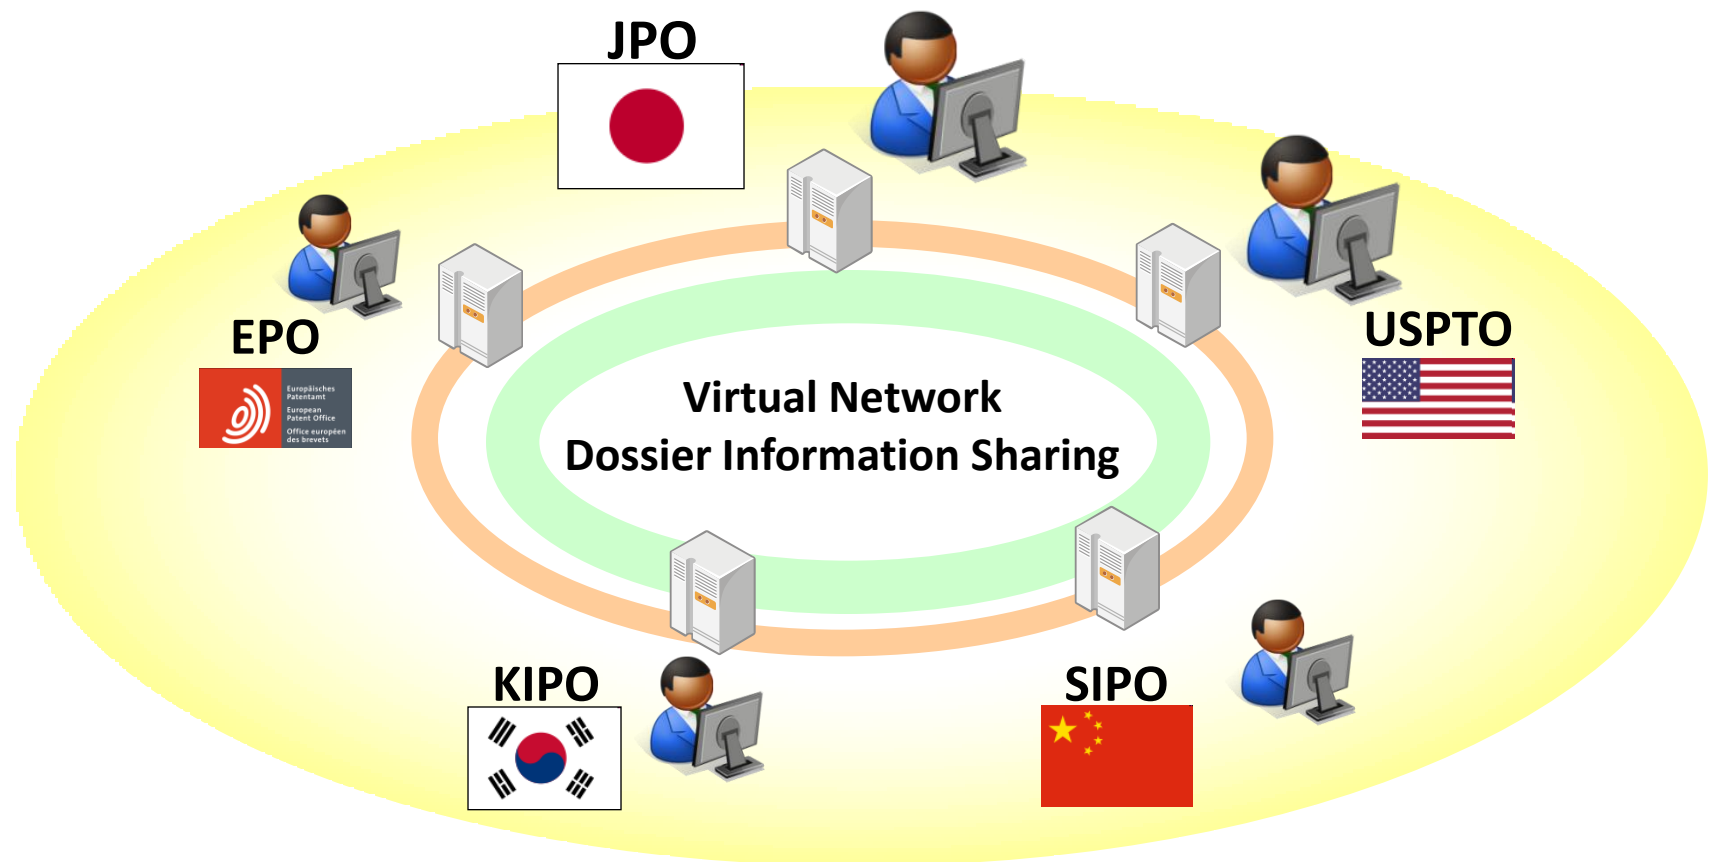 JPO
EPO
Europäisches
Patentamt
European
Patent Office
Office européen
des brevets
USPTO
Virtual Network
Dossier Information Sharing
KIPO
SIPO